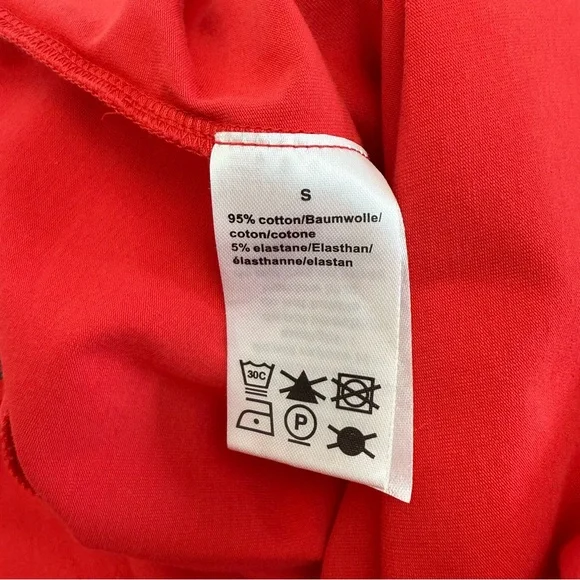 S
95% cotton/Baumwolle/
coton/cotone
5% elastane/Elasthan/
élasthanne/elastan
30C
P